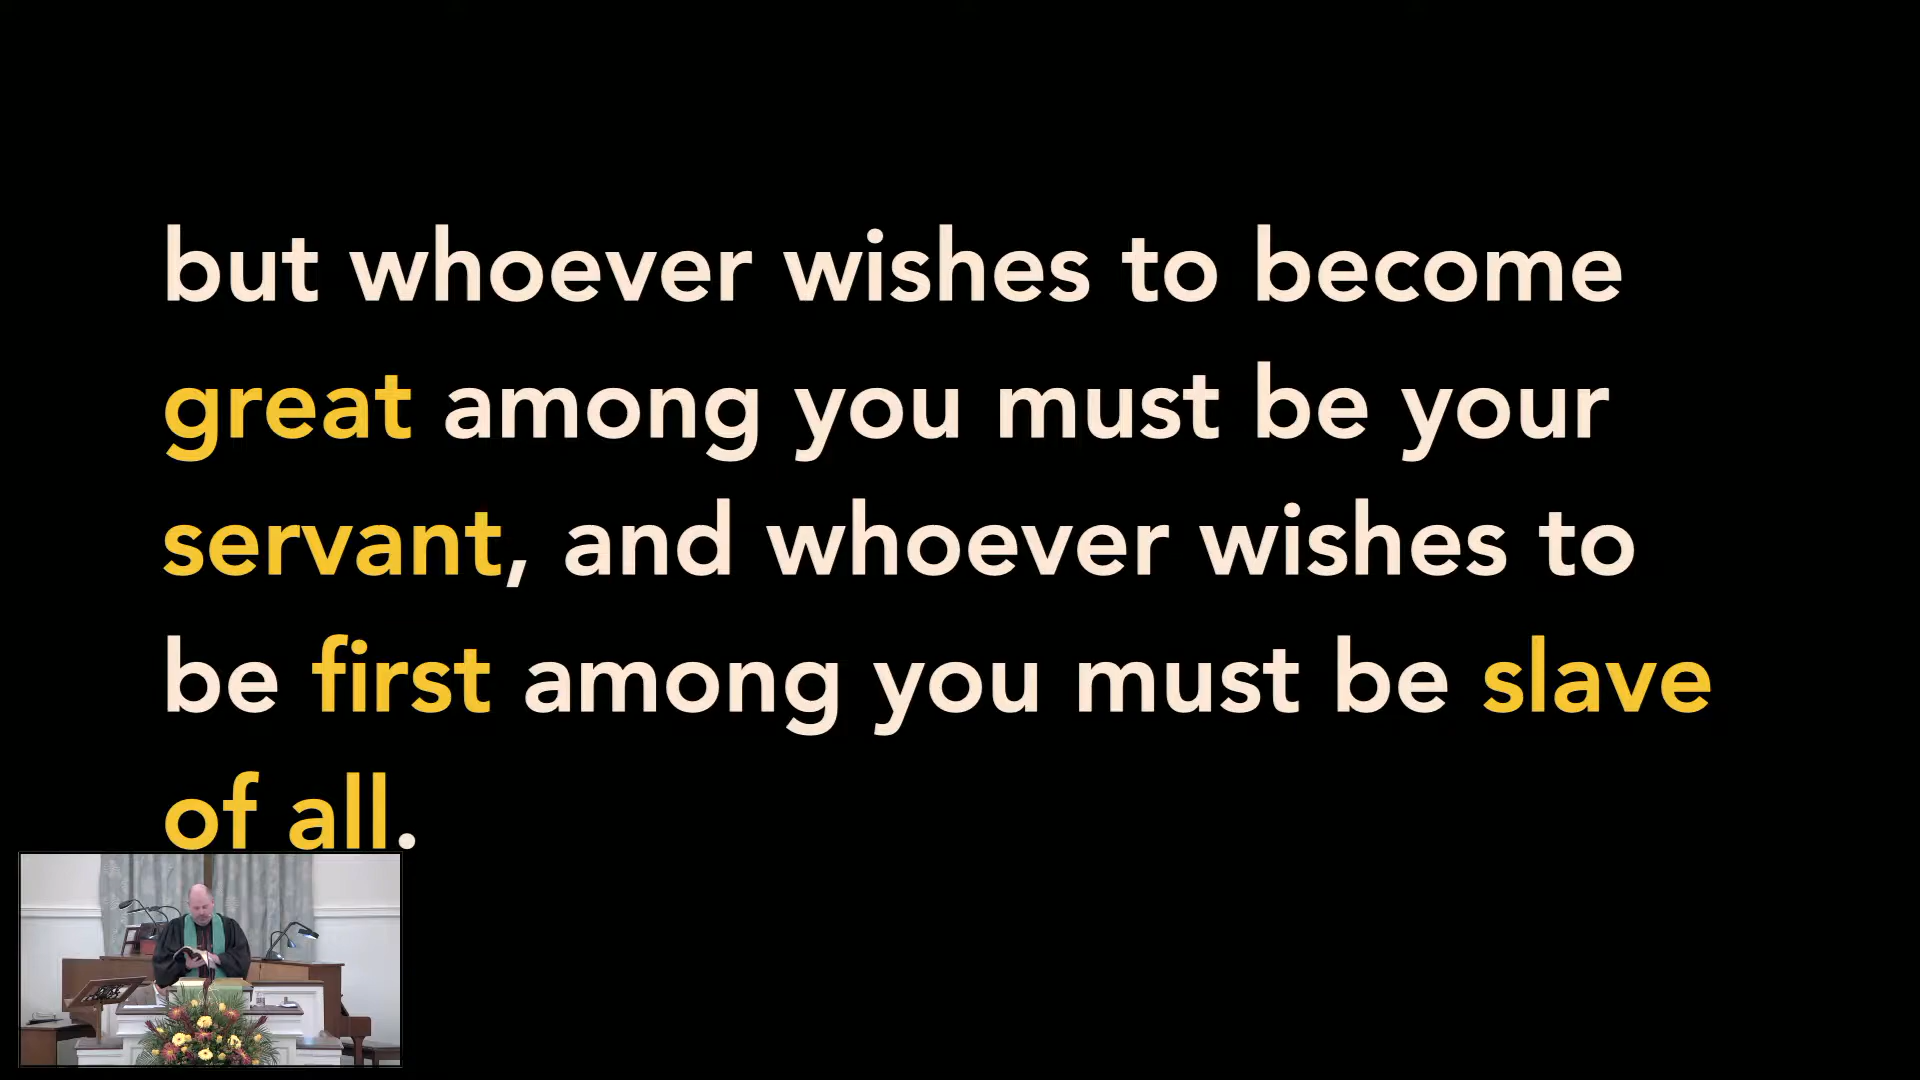 but whoever wishes to become
great among you must be your
servant, and whoever wishes to
be first among you must be slave
of all.